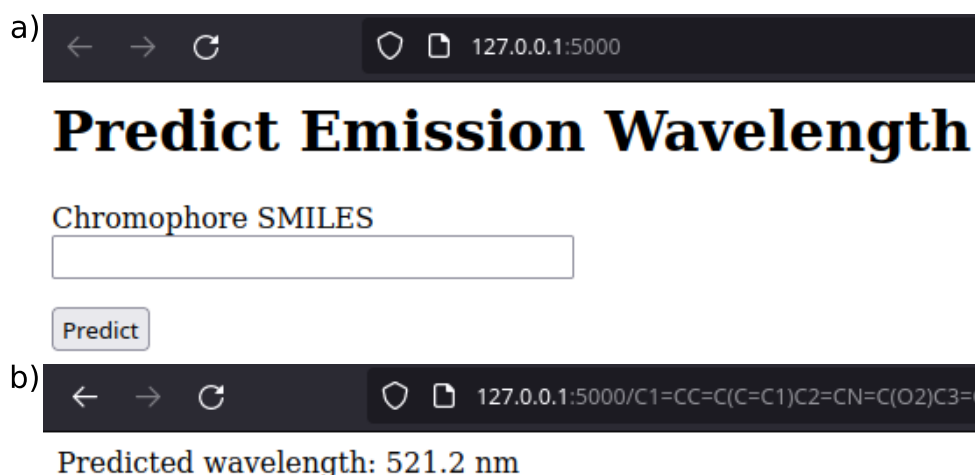 a)
127.0.0.1:5000
Predict Emission Wavelength
Chromophore SMILES
Predict
b)
127.0.0.1:5000/C1=CC=C(C=C1)C2=CN=C(O2)C3=
Predicted wavelength: 521.2 nm